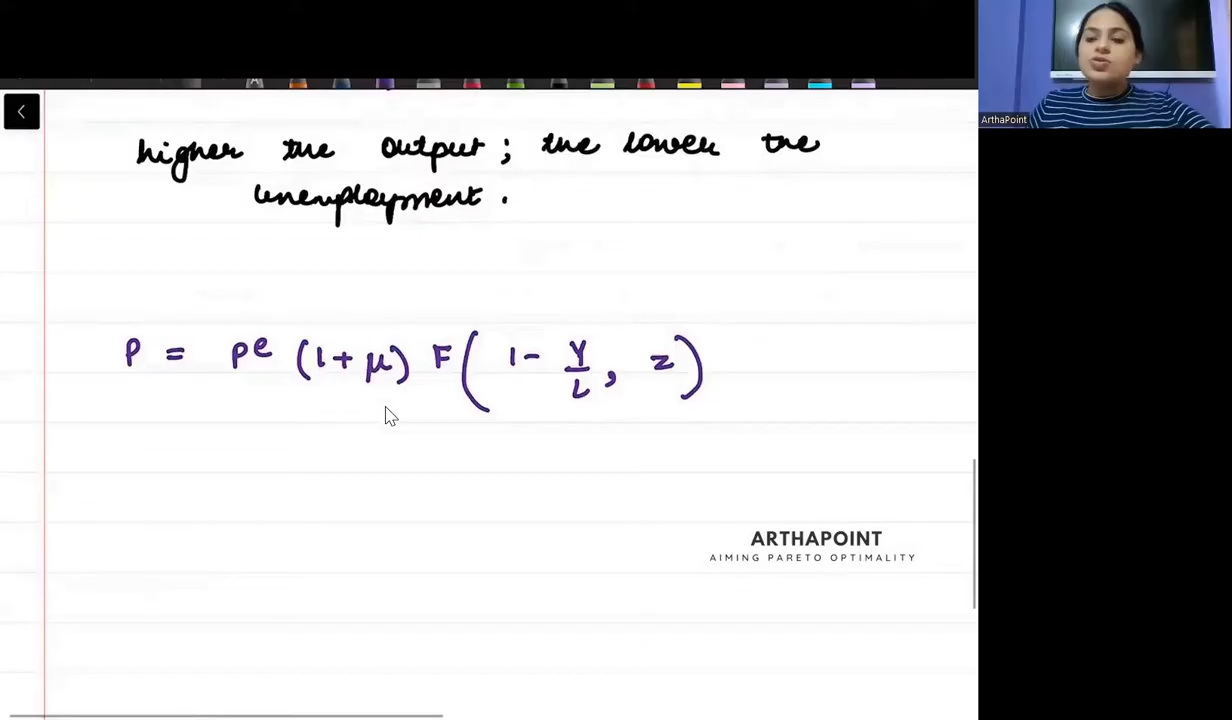 ArthaPoint
higher the output; the lower the
unemployment.
P = Pe (1+μ) F(1 - Y/L, z)
ARTHAPOINT
AIMING PARETO OPTIMALITY